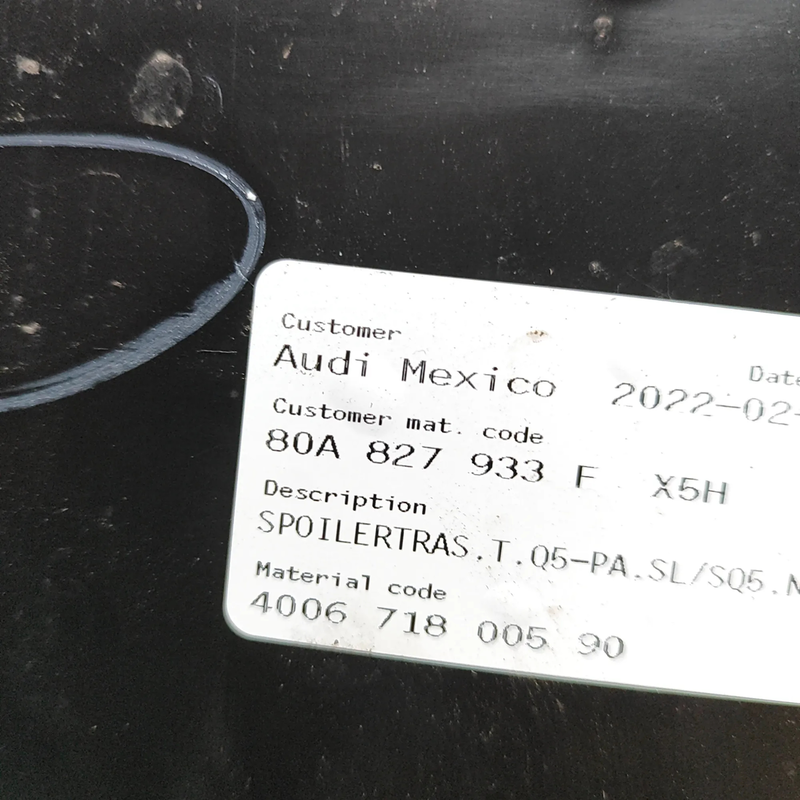 Customer
Date
Audi Mexico 2022-02-
Customer mat. code
80A 827 933 F X5H
Description
SPOILERTRAS.T.Q5-PA.SL/SQ5.N
Material code
4006 718 005 90